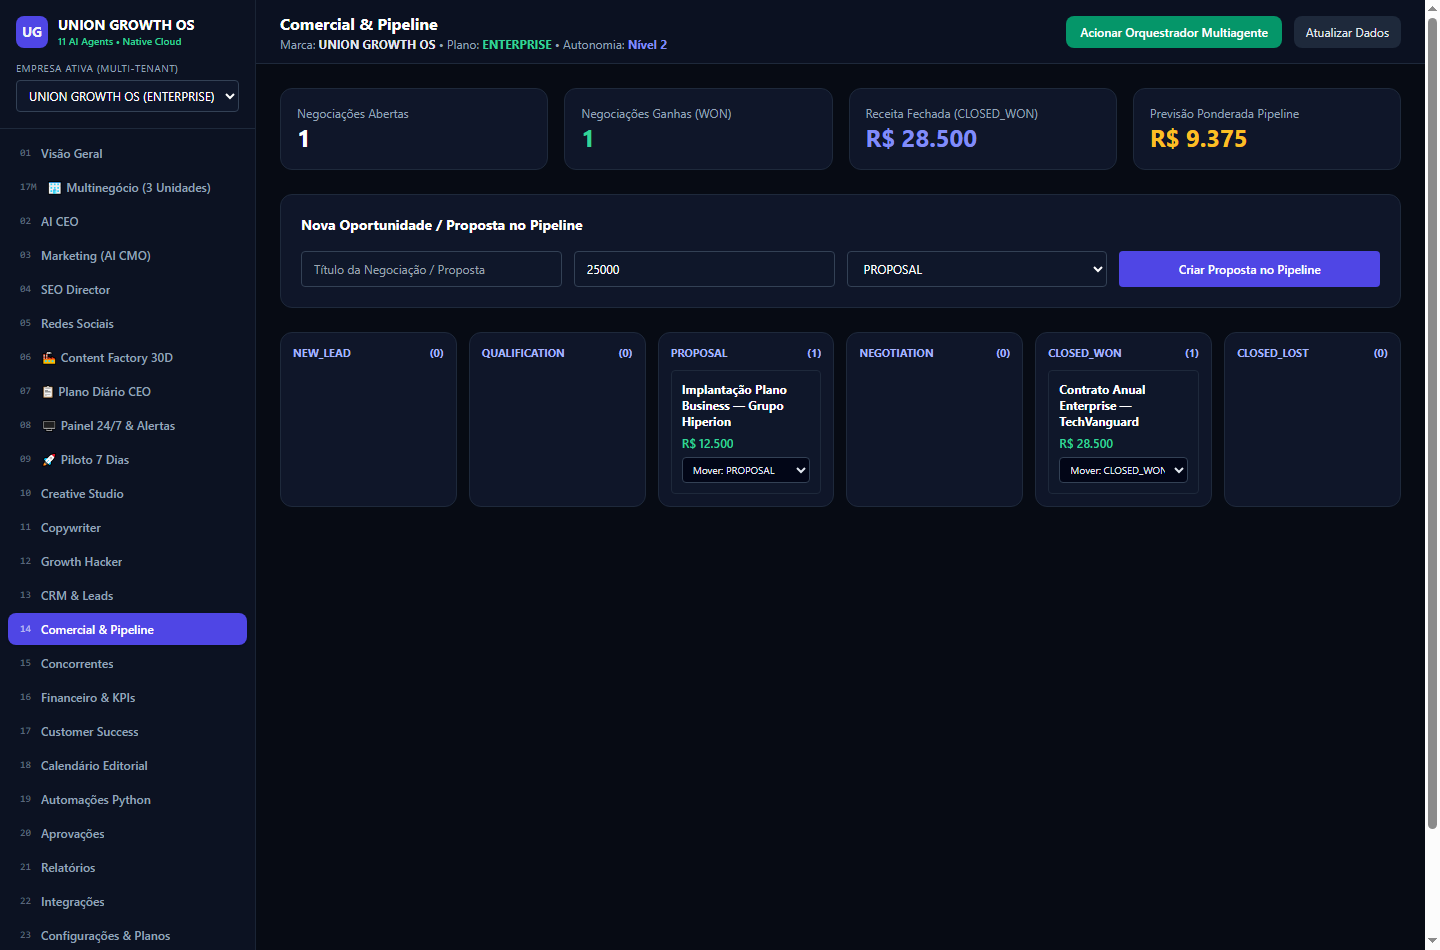 UG
UNION GROWTH OS
11 AI Agents • Native Cloud
EMPRESA ATIVA (MULTI-TENANT)
UNION GROWTH OS (ENTERPRISE)
01 Visão Geral
17M Multinegócio (3 Unidades)
02 AI CEO
03 Marketing (AI CMO)
04 SEO Director
05 Redes Sociais
06 Content Factory 30D
07 Plano Diário CEO
08 Painel 24/7 & Alertas
09 Piloto 7 Dias
10 Creative Studio
11 Copywriter
12 Growth Hacker
13 CRM & Leads
14 Comercial & Pipeline
15 Concorrentes
16 Financeiro & KPIs
17 Customer Success
18 Calendário Editorial
19 Automações Python
20 Aprovações
21 Relatórios
22 Integrações
23 Configurações & Planos
Comercial & Pipeline
Marca: UNION GROWTH OS • Plano: ENTERPRISE • Autonomia: Nível 2
Acionar Orquestrador Multiagente
Atualizar Dados
Negociações Abertas
1
Negociações Ganhas (WON)
1
Receita Fechada (CLOSED_WON)
R$ 28.500
Previsão Ponderada Pipeline
R$ 9.375
Nova Oportunidade / Proposta no Pipeline
Título da Negociação / Proposta
25000
PROPOSAL
Criar Proposta no Pipeline
NEW_LEAD (0)
QUALIFICATION (0)
PROPOSAL (1)
Implantação Plano
Business — Grupo
Hiperion
R$ 12.500
Mover: PROPOSAL
NEGOTIATION (0)
CLOSED_WON (1)
Contrato Anual
Enterprise —
TechVanguard
R$ 28.500
Mover: CLOSED_WON
CLOSED_LOST (0)